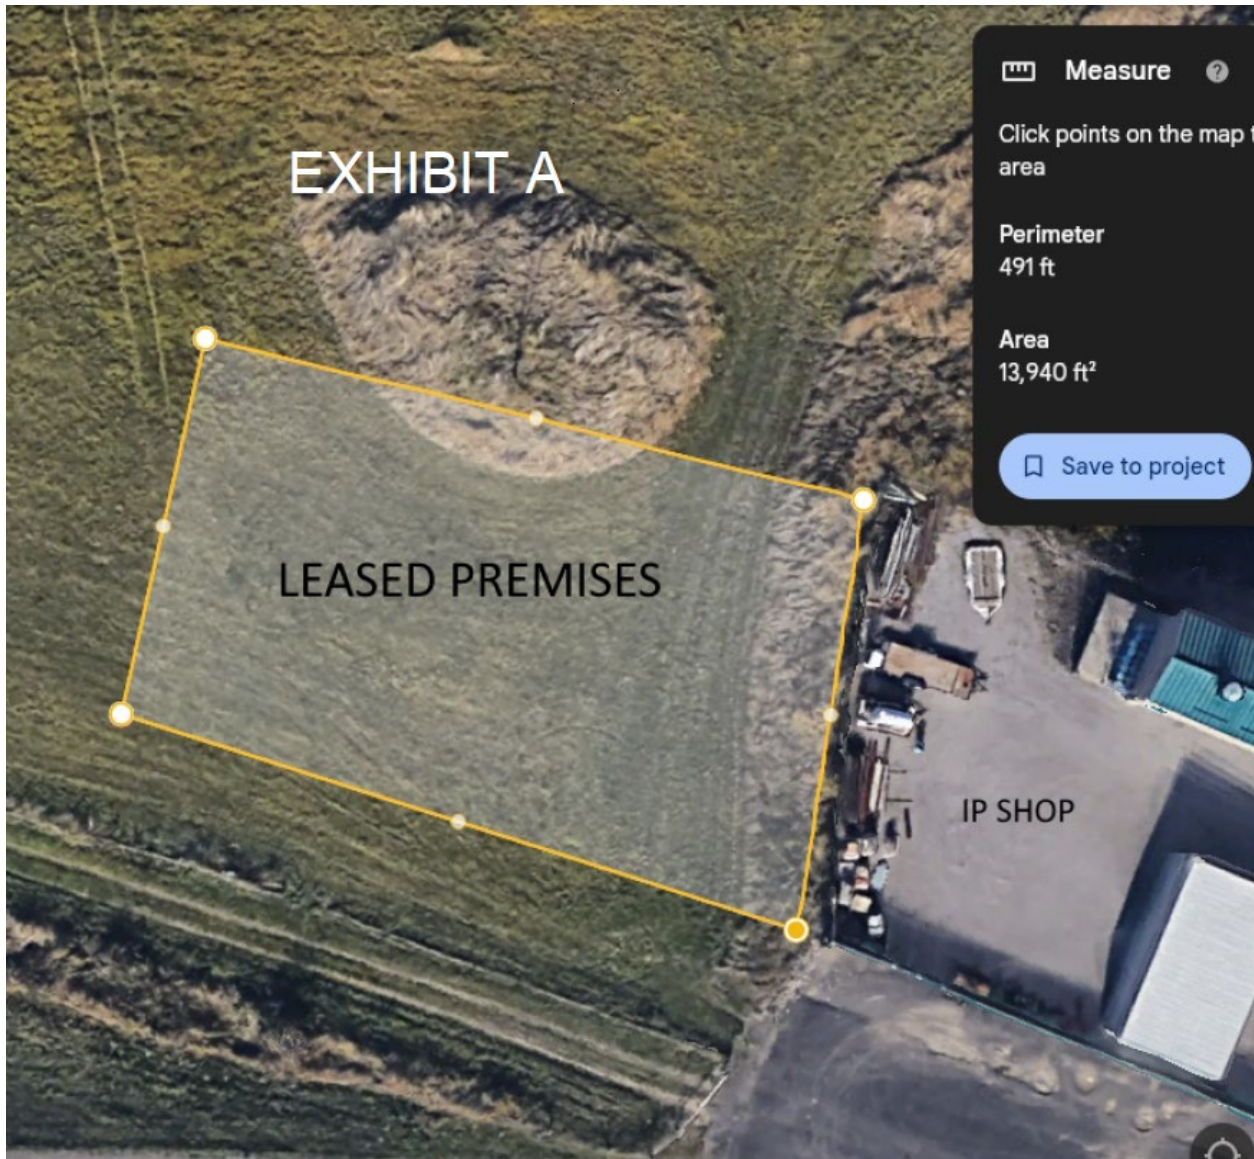 EXHIBIT A
LEASED PREMISES
IP SHOP
Measure
Click points on the map
area
Perimeter
491 ft
Area
13,940 ft²
Save to project